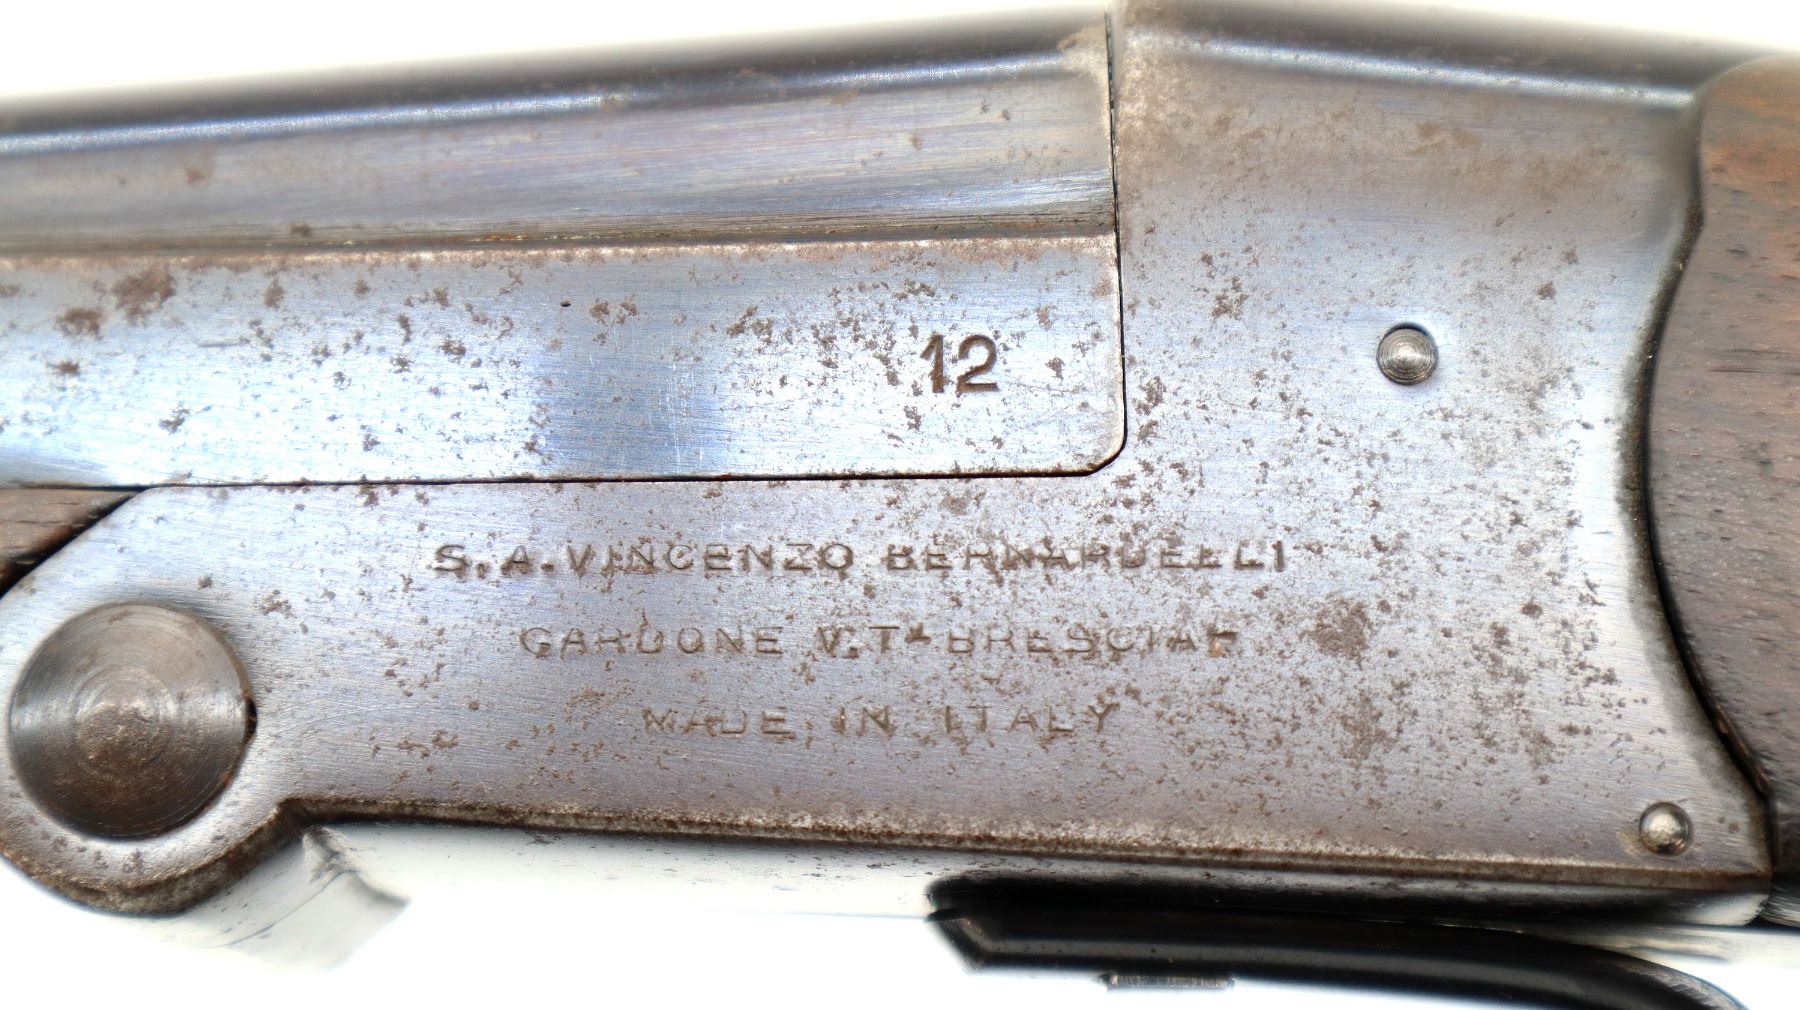 12
S.A. VINCENZO BERNARDELLI
GARDONE V.T - BRESCIA -
MADE IN ITALY